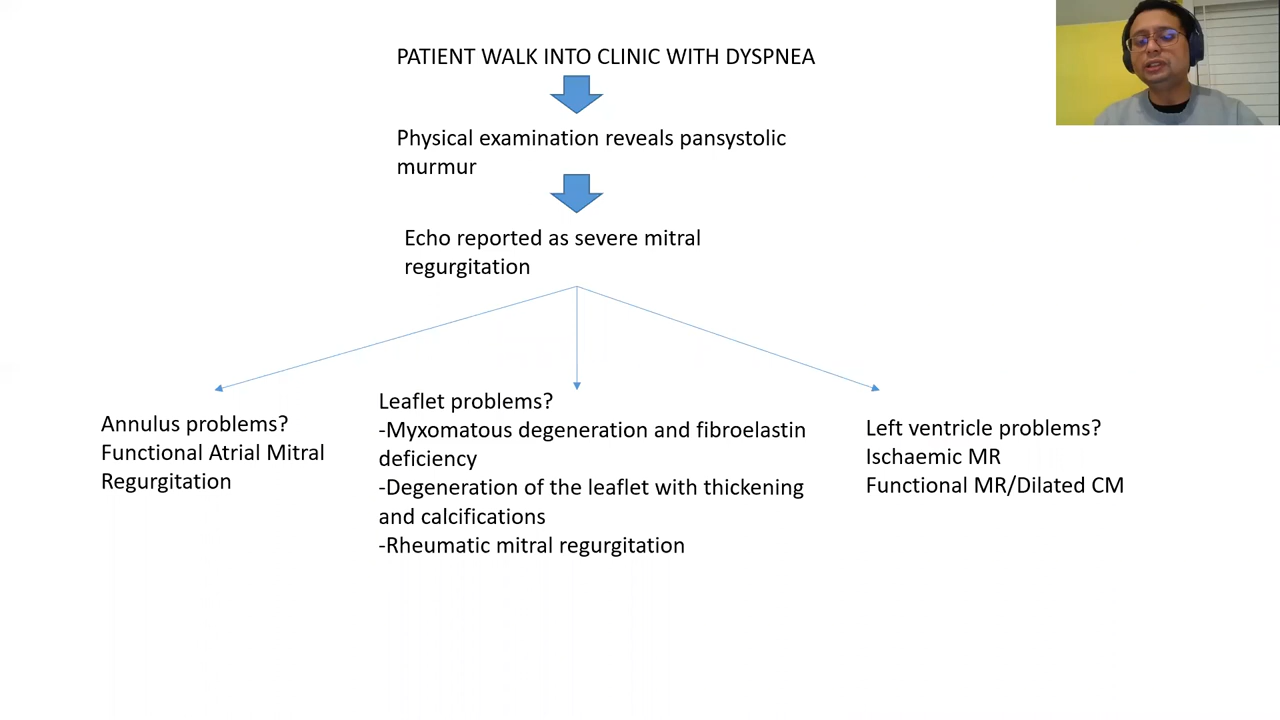 PATIENT WALK INTO CLINIC WITH DYSPNEA
Physical examination reveals pansystolic
murmur
Echo reported as severe mitral
regurgitation
Annulus problems?
Functional Atrial Mitral
Regurgitation
Leaflet problems?
-Myxomatous degeneration and fibroelastin
deficiency
-Degeneration of the leaflet with thickening
and calcifications
-Rheumatic mitral regurgitation
Left ventricle problems?
Ischaemic MR
Functional MR/Dilated CM